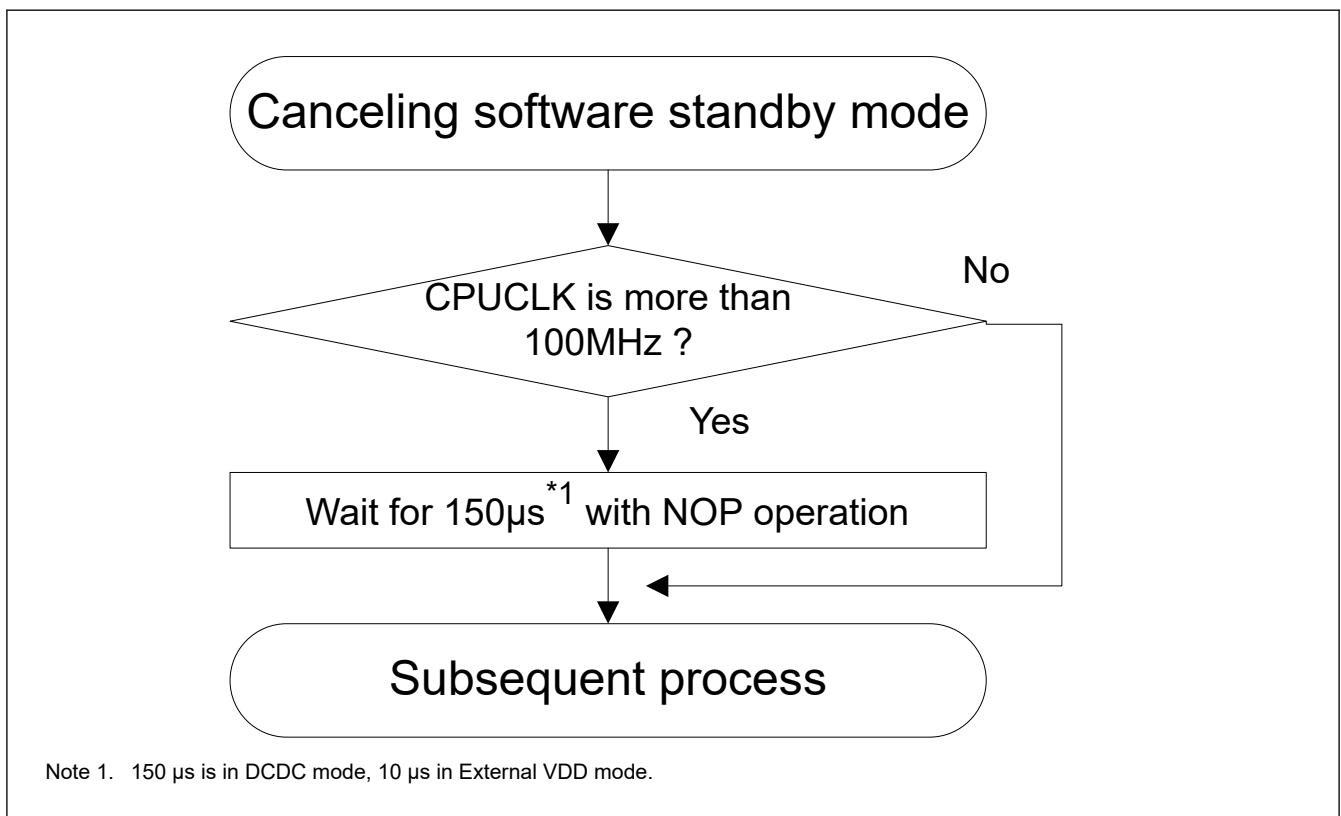 Canceling software standby mode
CPUCLK is more than
100MHz ?
No
Yes
Wait for 150µs*1 with NOP operation
Subsequent process
Note 1. 150 µs is in DCDC mode, 10 µs in External VDD mode.